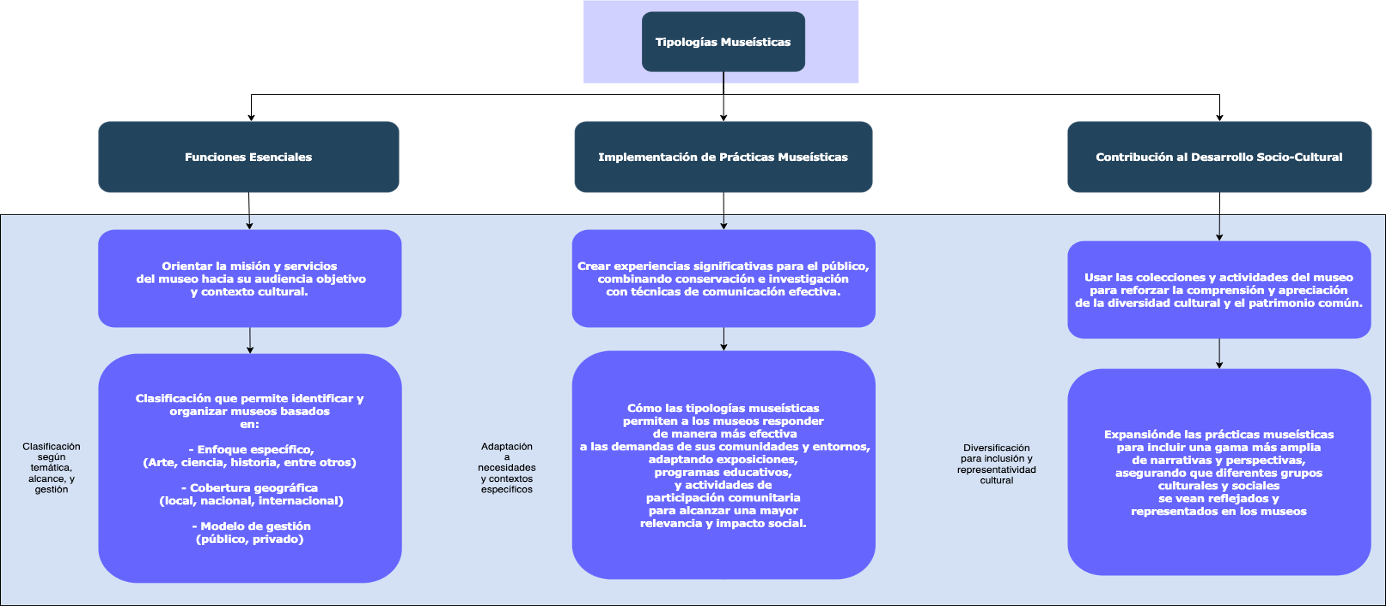 Tipologías Museísticas
Funciones Esenciales
Implementación de Prácticas Museísticas
Contribución al Desarrollo Socio-Cultural
Orientar la misión y servicios
del museo hacia su audiencia objetivo
y contexto cultural.
Crear experiencias significativas para el público,
combinando conservación e investigación
con técnicas de comunicación efectiva.
Usar las colecciones y actividades del museo
para reforzar la comprensión y apreciación
de la diversidad cultural y el patrimonio común.
Clasificación
según
temática,
alcance, y
gestión
Clasificación que permite identificar y
organizar museos basados
en:
- Enfoque específico,
(Arte, ciencia, historia, entre otros)
- Cobertura geográfica
(local, nacional, internacional)
- Modelo de gestión
(público, privado)
Adaptación
a
necesidades
y contextos
específicos
Cómo las tipologías museísticas
permiten a los museos responder
de manera más efectiva
a las demandas de sus comunidades y entornos,
adaptando exposiciones,
programas educativos,
y actividades de
participación comunitaria
para alcanzar una mayor
relevancia y impacto social.
Diversificación
para inclusión y
representatividad
cultural
Expansiónde las prácticas museísticas
para incluir una gama más amplia
de narrativas y perspectivas,
asegurando que diferentes grupos
culturales y sociales
se vean reflejados y
representados en los museos